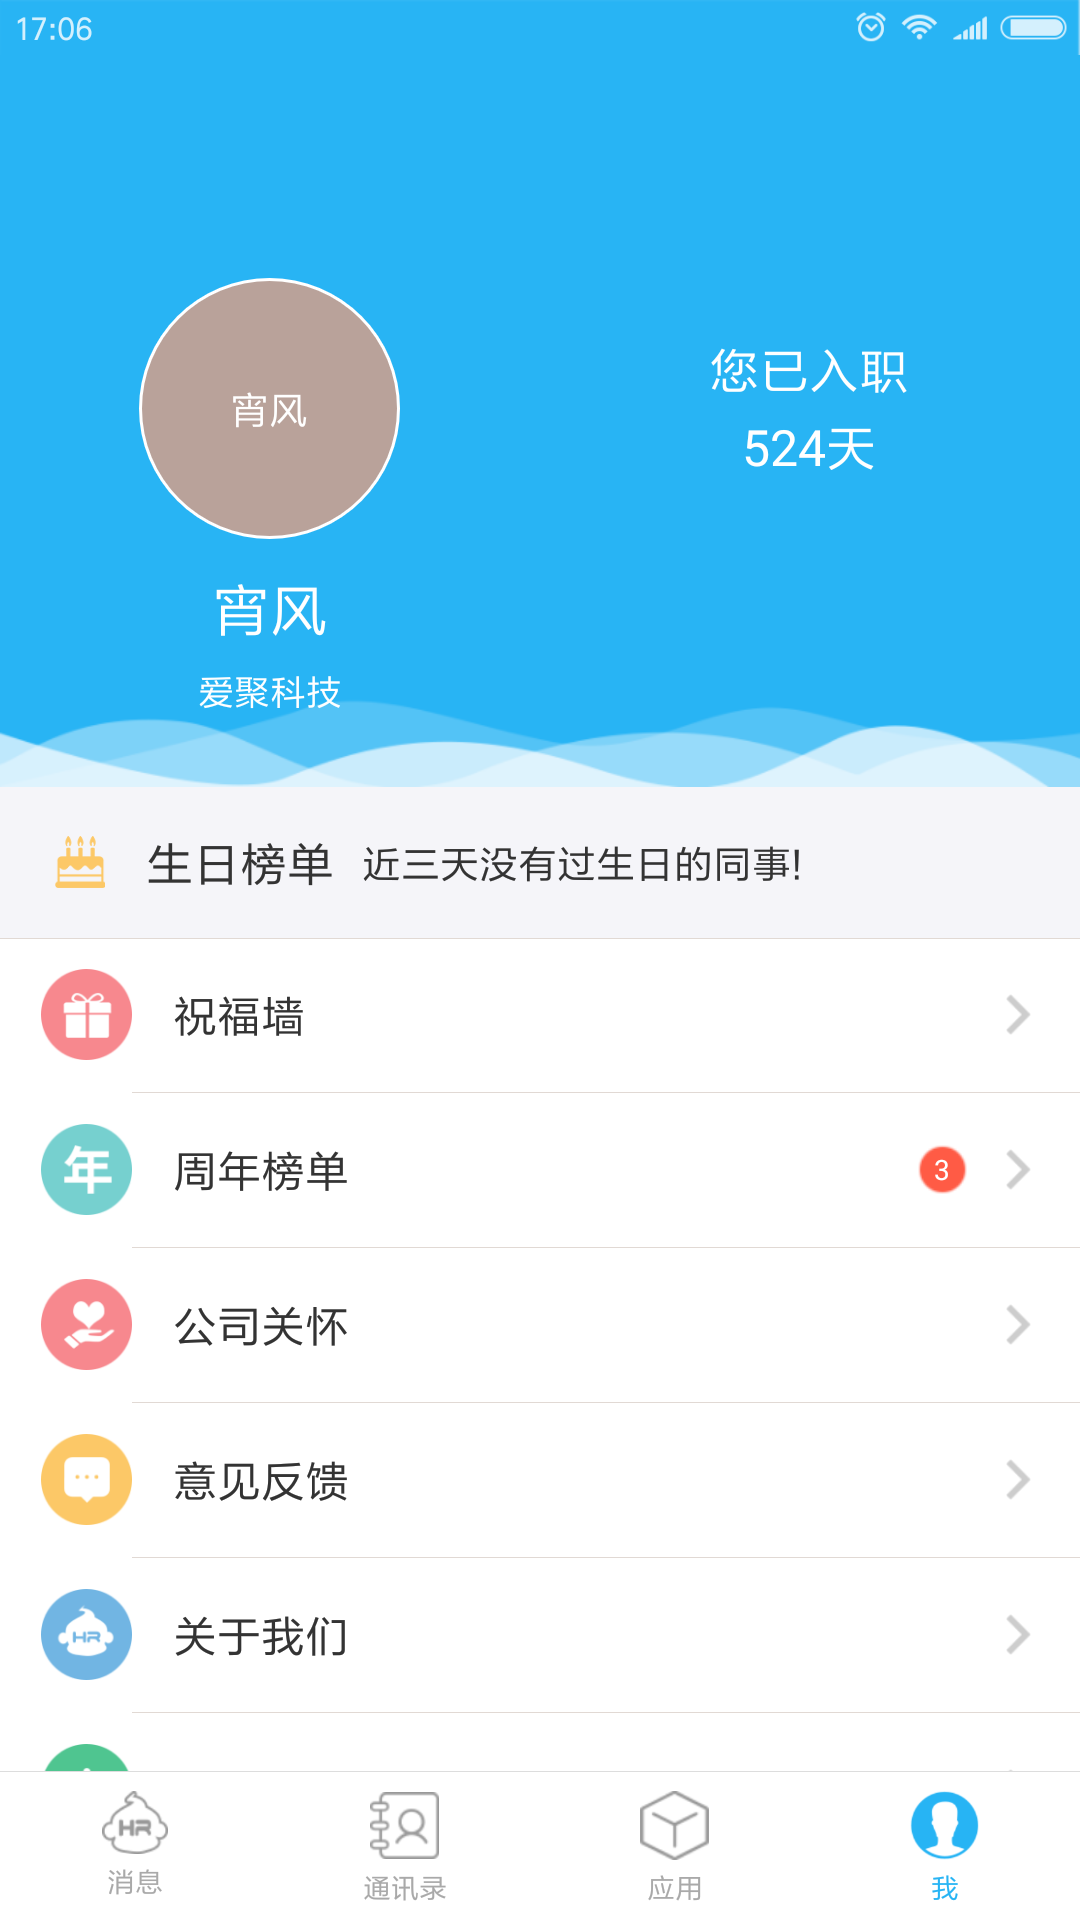 17:06
宵风
您已入职
524天
宵风
爱聚科技
生日榜单 近三天没有过生日的同事!
祝福墙
年 周年榜单 3
公司关怀
意见反馈
HR 关于我们
HR
消息 通讯录 应用 我